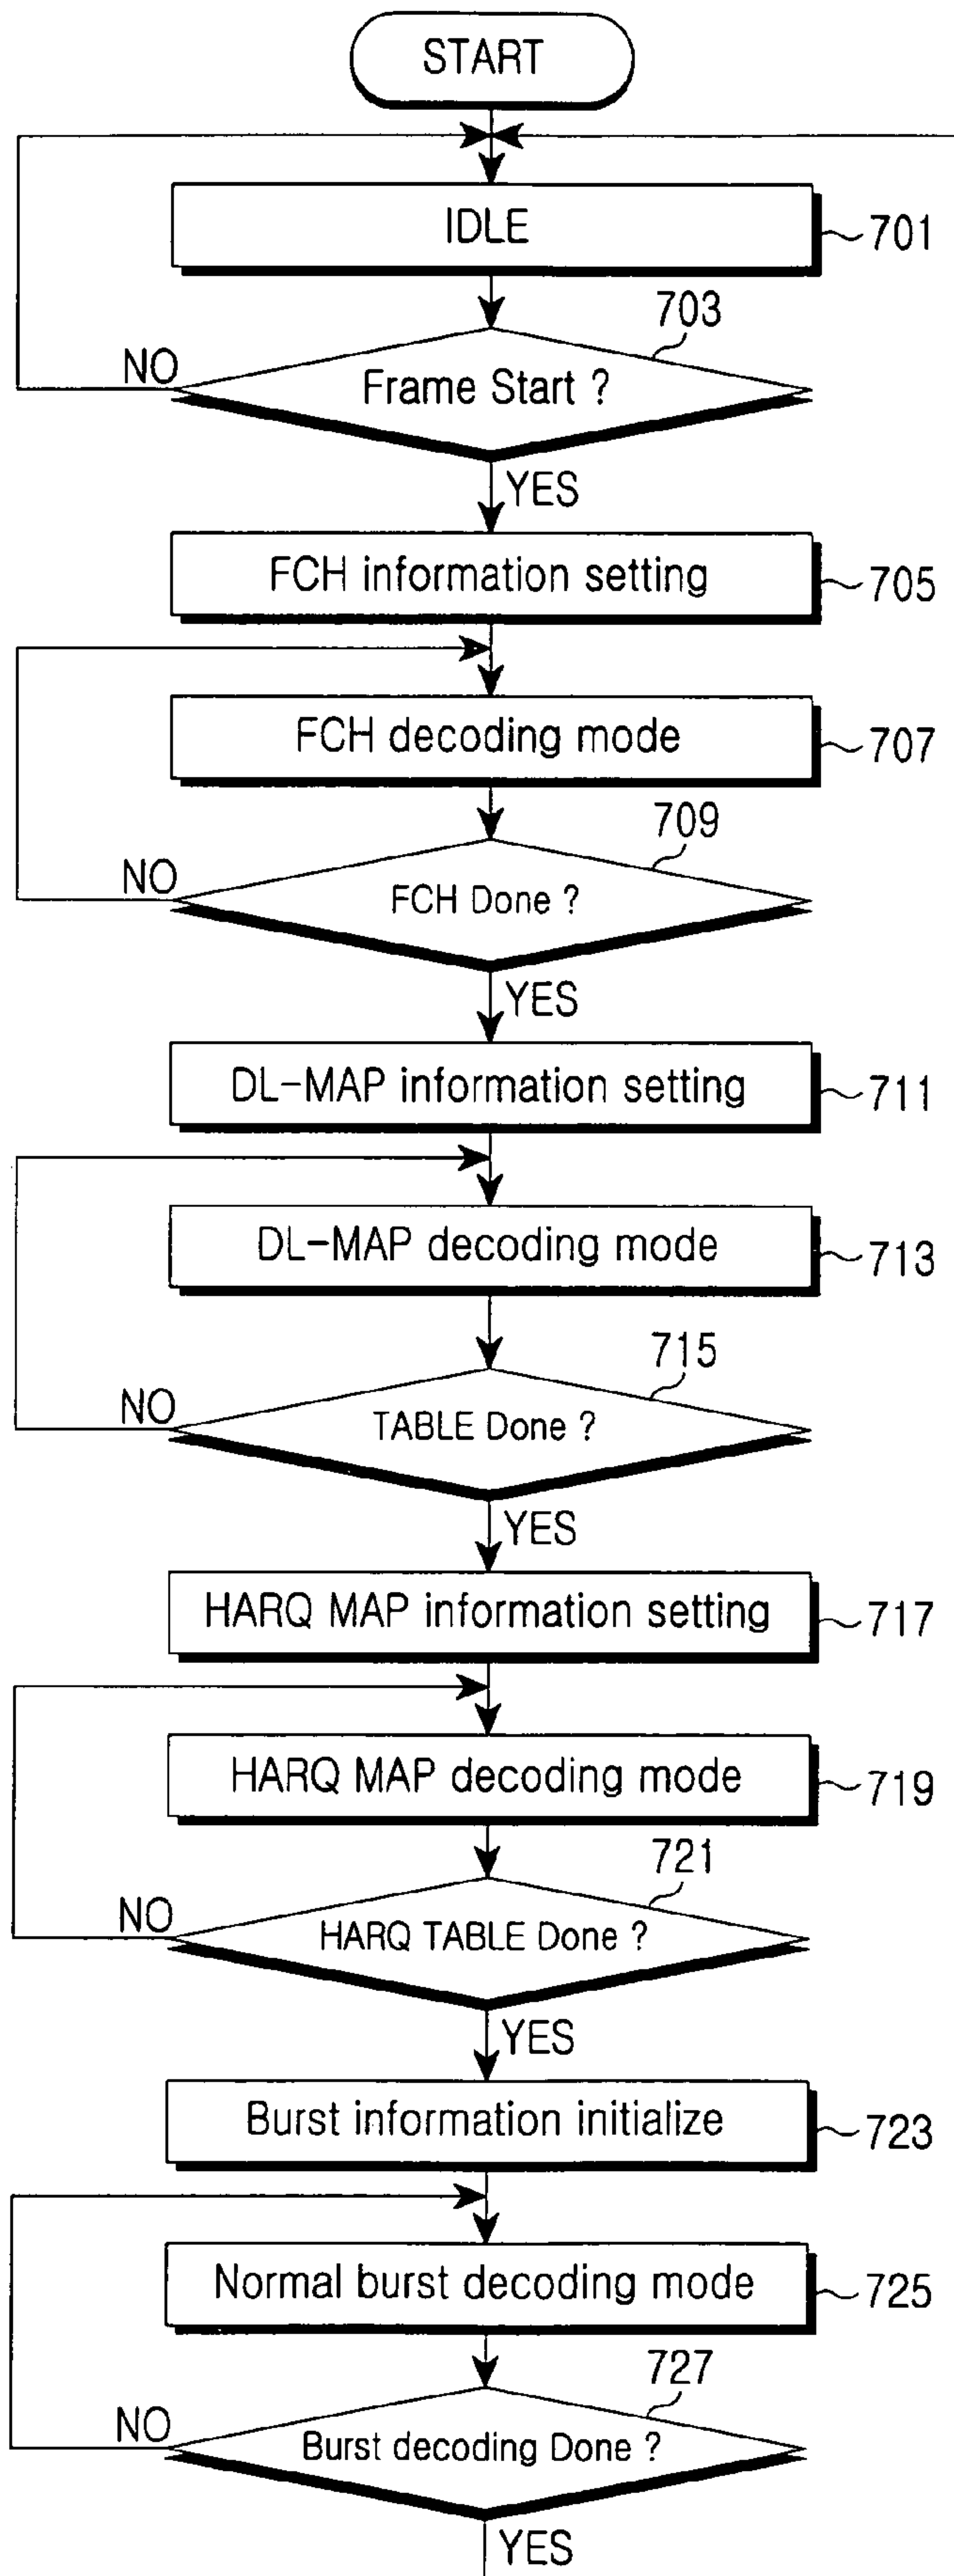 START
IDLE
701
703
NO
Frame Start ?
YES
FCH information setting
705
FCH decoding mode
707
709
NO
FCH Done ?
YES
DL-MAP information setting
711
DL-MAP decoding mode
713
715
NO
TABLE Done ?
YES
HARQ MAP information setting
717
HARQ MAP decoding mode
719
721
NO
HARQ TABLE Done ?
YES
Burst information initialize
723
Normal burst decoding mode
725
727
NO
Burst decoding Done ?
YES